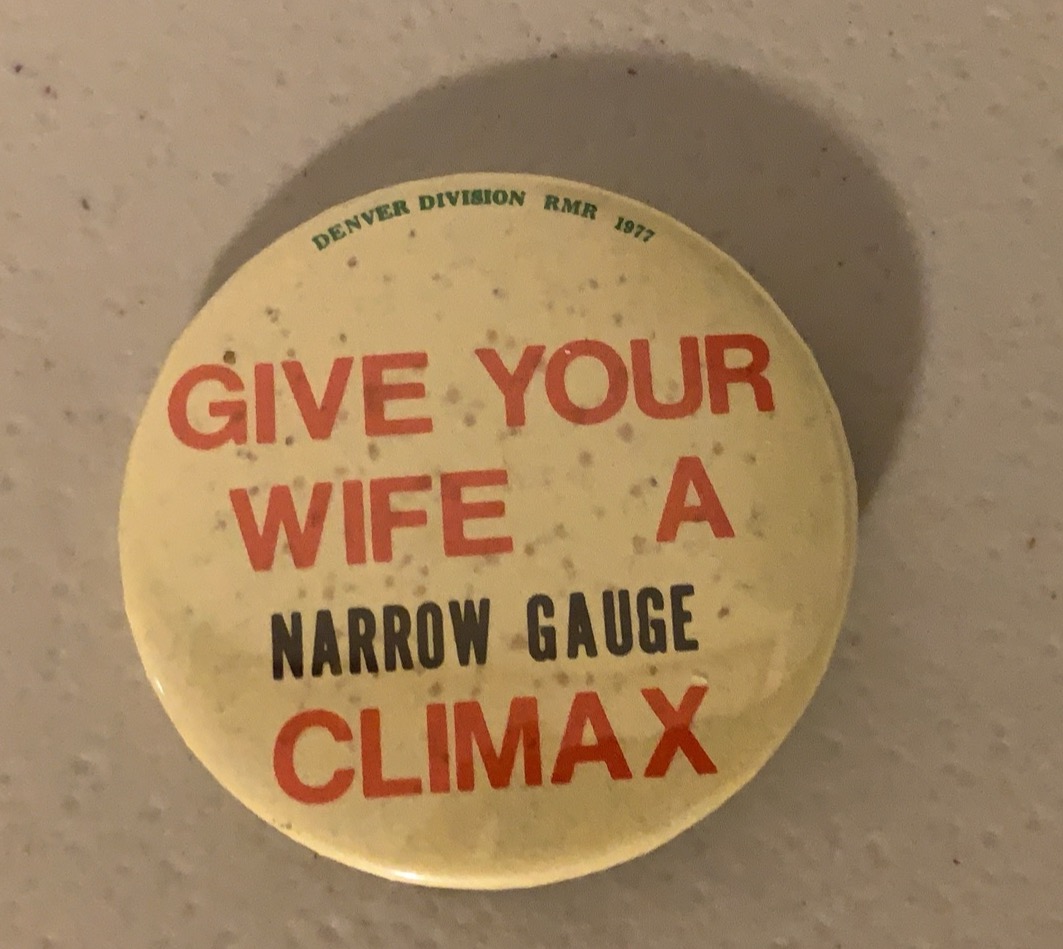 DENVER DIVISION RMR 1977
GIVE YOUR
WIFE A
NARROW GAUGE
CLIMAX